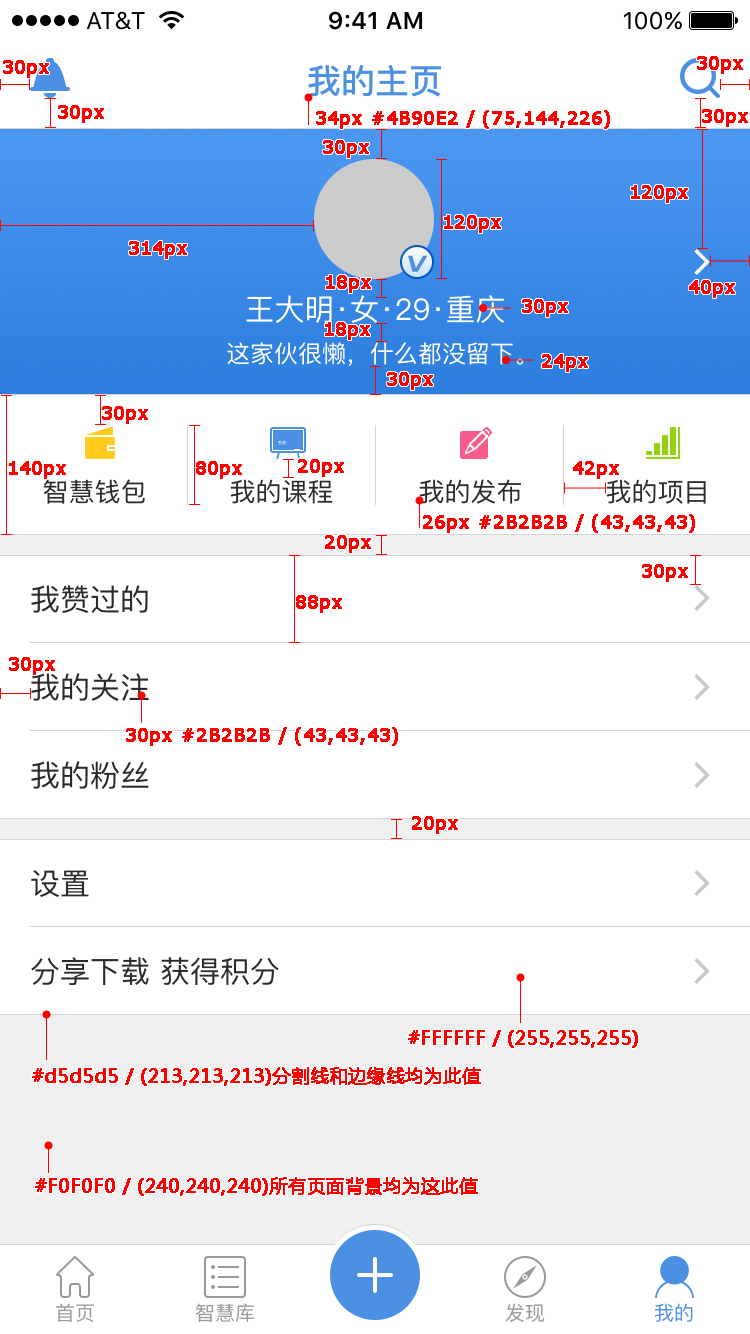 AT&T 9:41 AM 100%
30px 我的主页 30px
30px 34px #4B90E2 / (75,144,226) 30px
30px
120px
120px
314px
V
18px 40px
王大明·女·29·重庆 30px
18px
这家伙很懒，什么都没留下。 24px
30px
30px
140px 80px 20px 42px
智慧钱包 我的课程 我的发布 我的项目
26px #2B2B2B / (43,43,43)
20px
30px
我赞过的 88px
30px
我的关注
30px #2B2B2B / (43,43,43)
我的粉丝
20px
设置
分享下载 获得积分
#FFFFFF / (255,255,255)
#d5d5d5 / (213,213,213)分割线和边缘线均为此值
#F0F0F0 / (240,240,240)所有页面背景均为这此值
首页 智慧库 发现 我的